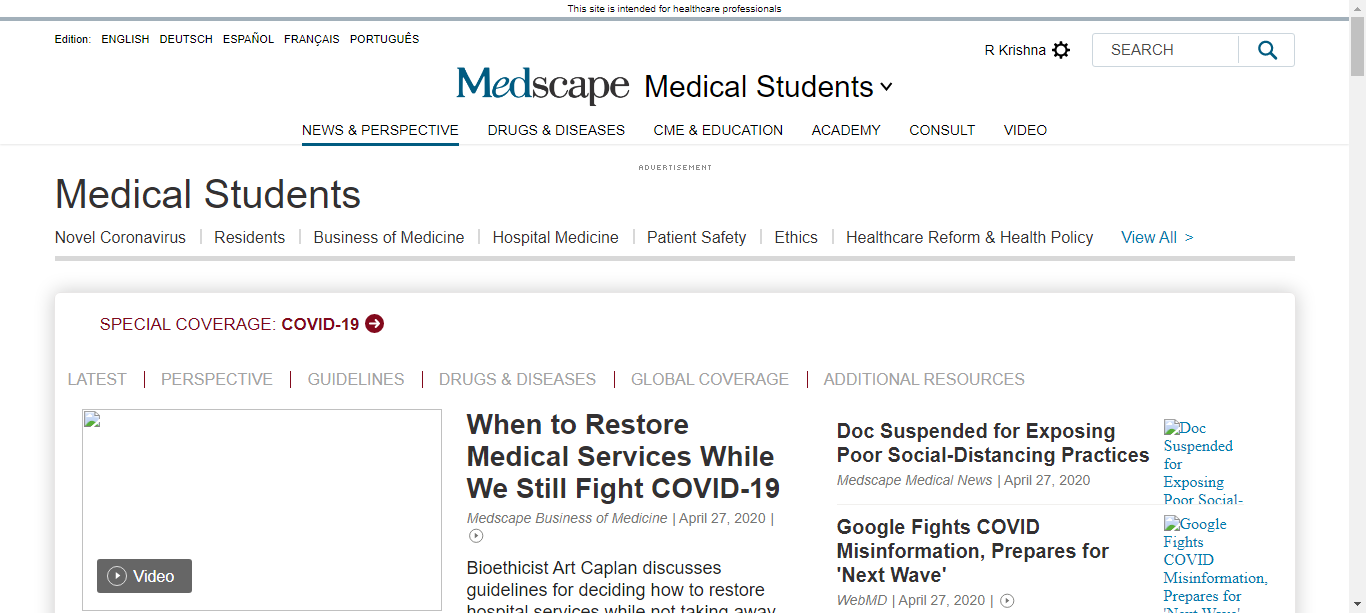 This site is intended for healthcare professionals
Edition: ENGLISH DEUTSCH ESPAÑOL FRANÇAIS PORTUGUÊS
R Krishna
SEARCH
Medscape Medical Students
NEWS & PERSPECTIVE DRUGS & DISEASES CME & EDUCATION ACADEMY CONSULT VIDEO
ADVERTISEMENT
Medical Students
Novel Coronavirus | Residents | Business of Medicine | Hospital Medicine | Patient Safety | Ethics | Healthcare Reform & Health Policy View All >
SPECIAL COVERAGE: COVID-19
LATEST | PERSPECTIVE | GUIDELINES | DRUGS & DISEASES | GLOBAL COVERAGE | ADDITIONAL RESOURCES
Video
When to Restore
Medical Services While
We Still Fight COVID-19
Medscape Business of Medicine | April 27, 2020 |
Bioethicist Art Caplan discusses
guidelines for deciding how to restore
hospital services while not taking away
Doc Suspended for Exposing
Poor Social-Distancing Practices
Medscape Medical News | April 27, 2020
Doc
Suspended
for
Exposing
Poor Social-
Google Fights COVID
Misinformation, Prepares for
'Next Wave'
WebMD | April 27, 2020 |
Google
Fights
COVID
Misinformation,
Prepares for
'Next Wave'